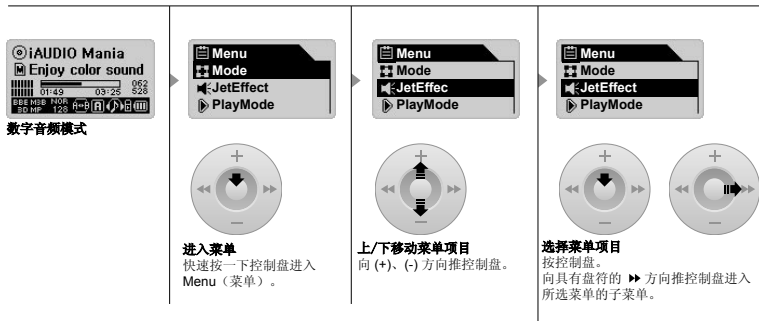 iAUDIO Mania
M Enjoy color sound
062
01:49 03:25 528
BBE M3B NOR
3D MP 128
数字音频模式
Menu
Mode
JetEffect
PlayMode
进入菜单
快速按一下控制盘进入
Menu（菜单）。
Menu
Mode
JetEffec
PlayMode
上/下移动菜单项目
向 (+)、(-) 方向推控制盘。
Menu
Mode
JetEffect
PlayMode
选择菜单项目
按控制盘。
向具有盘符的 方向推控制盘进入
所选菜单的子菜单。